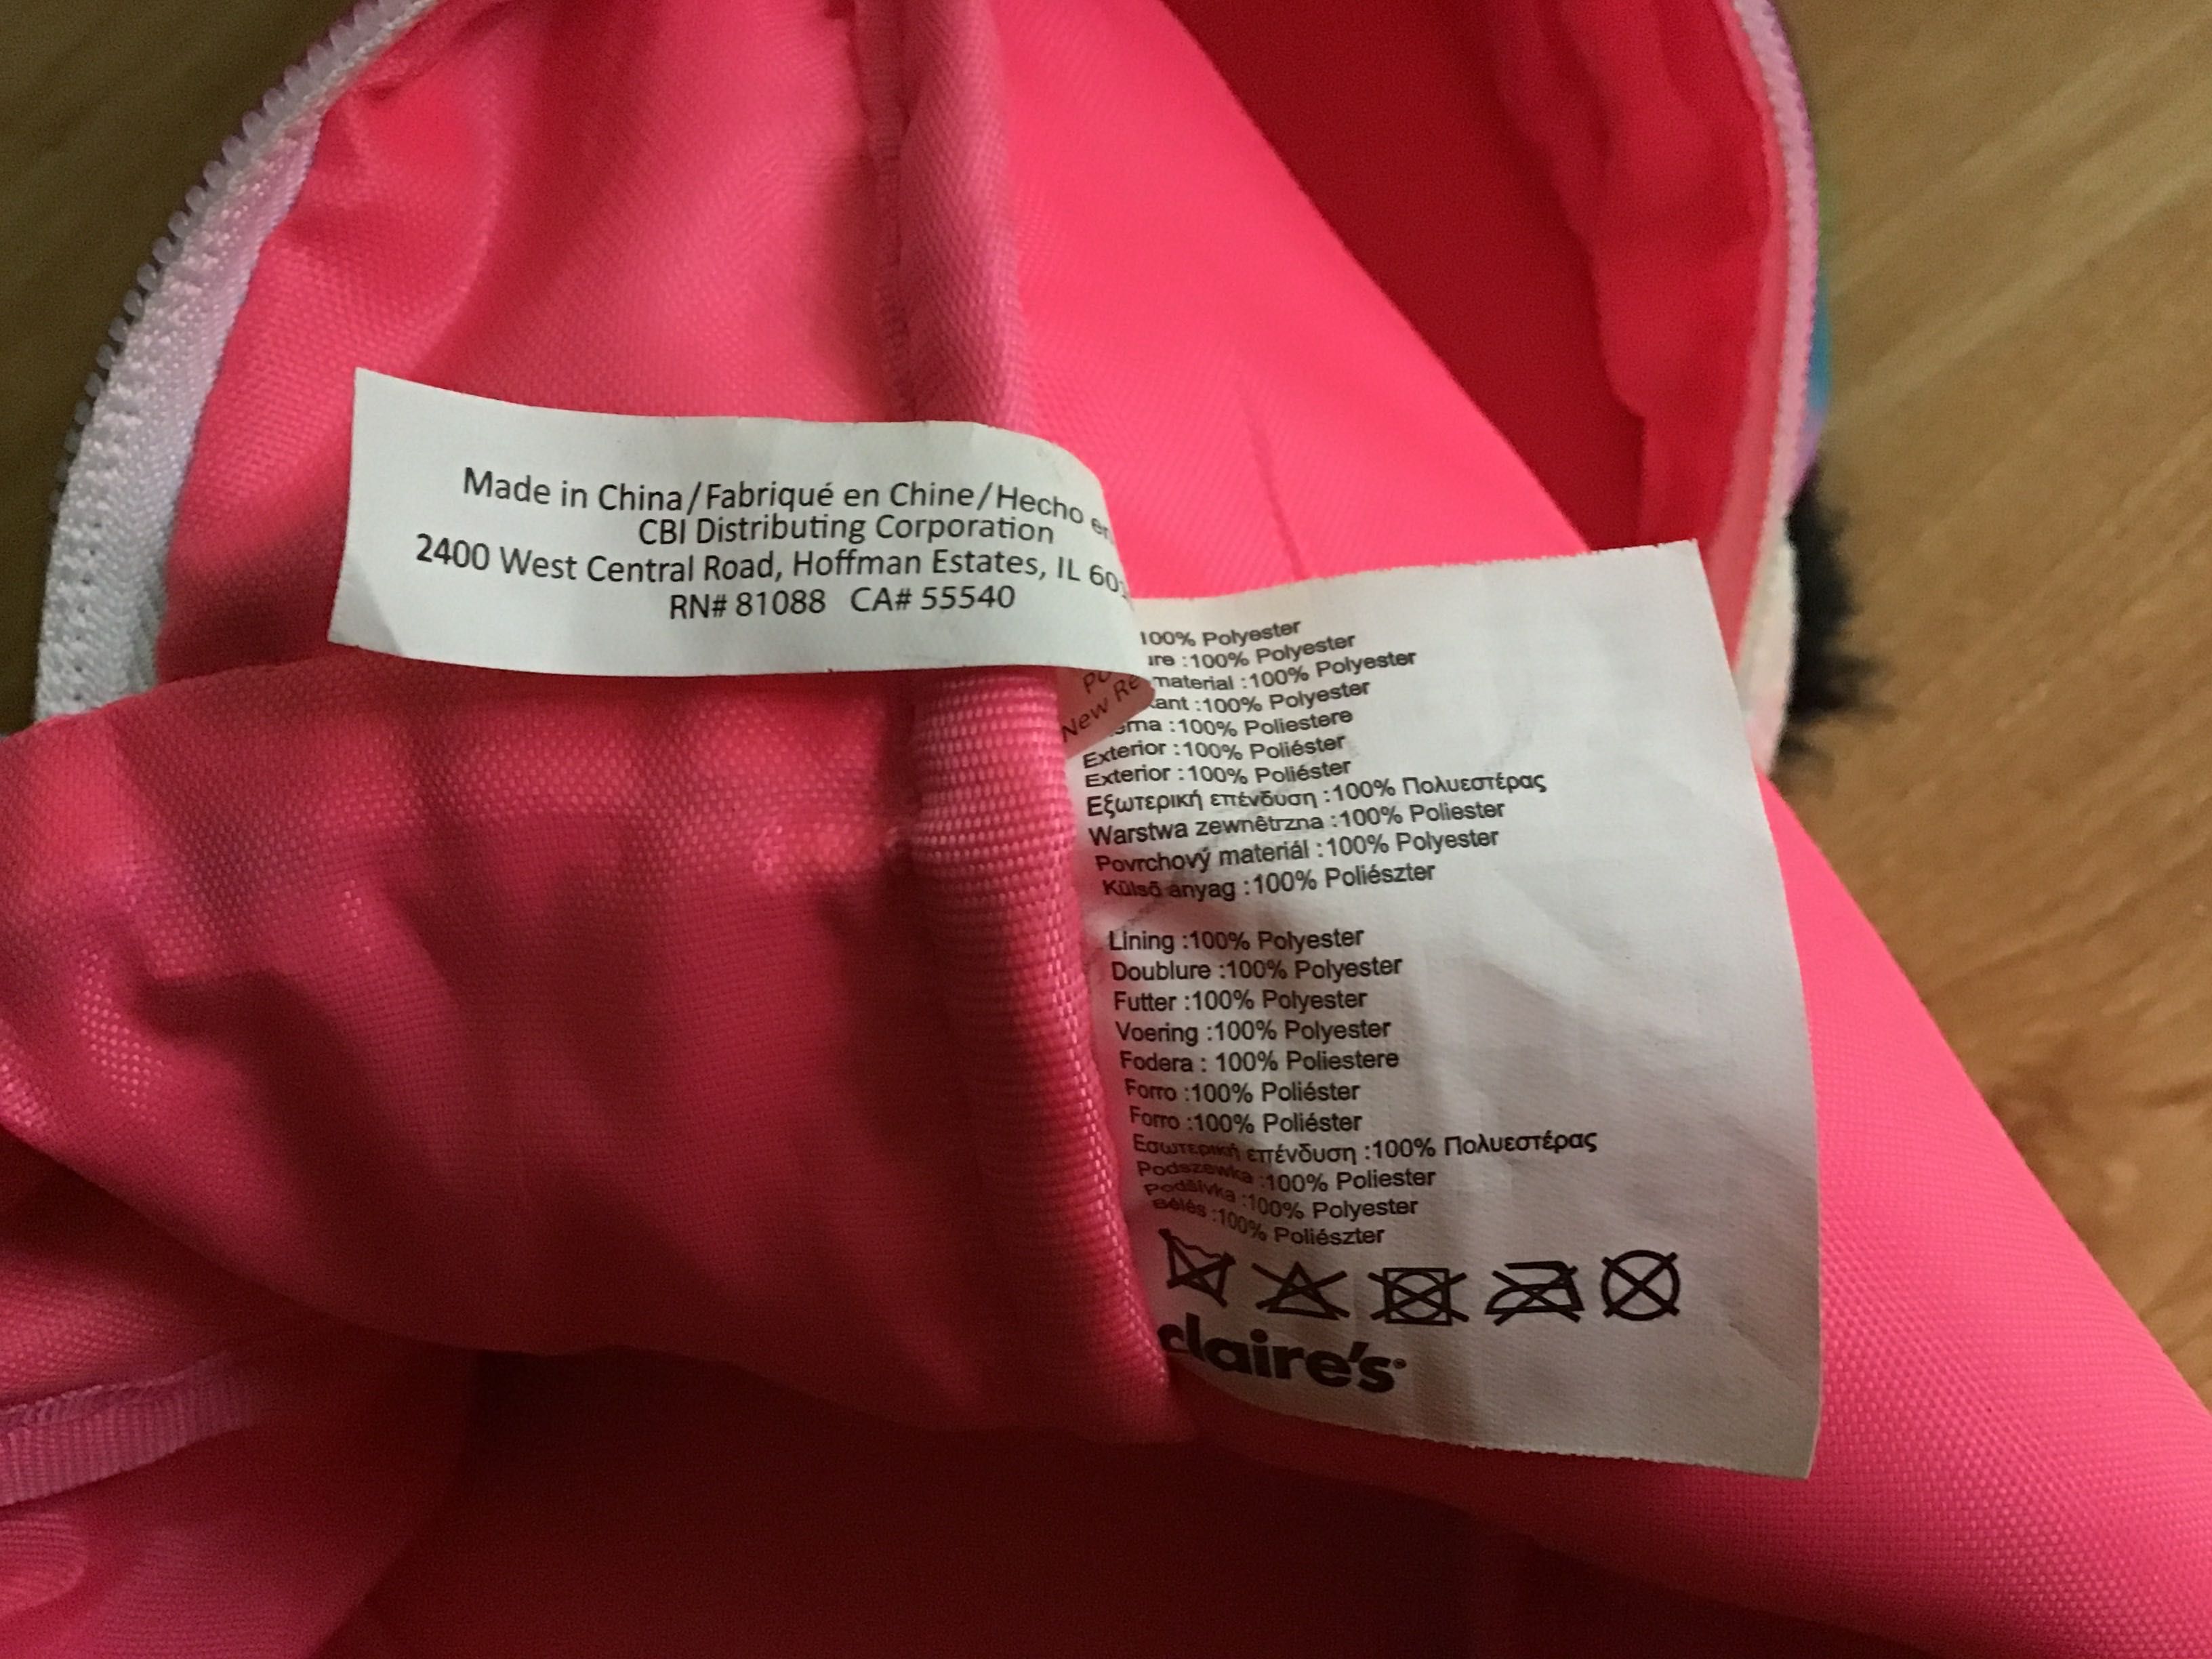 Made in China/Fabriqué en Chine/Hecho en
CBI Distributing Corporation
2400 West Central Road, Hoffman Estates, IL
RN# 81088 CA# 55540
New
100% Polyester
:100% Polyester
material :100% Polyester
:100% Polyester
:100% Poliestere
Exterior :100% Poliéster
Exterior :100% Poliéster
Εξωτερική επένδυση :100% Πολυεστέρας
Warstwa zewnêtrzna :100% Poliester
Povrchový materiál :100% Polyester
Külsõ anyag :100% Poliészter
Lining :100% Polyester
Doublure :100% Polyester
Futter :100% Polyester
Voering :100% Polyester
Fodera : 100% Poliestere
Forro :100% Poliéster
Forro :100% Poliéster
Εσωτερική επένδυση :100% Πολυεστέρας
Podszewka :100% Poliester
Podšívka :100% Polyester
Bélés :100% Poliészter
claire's